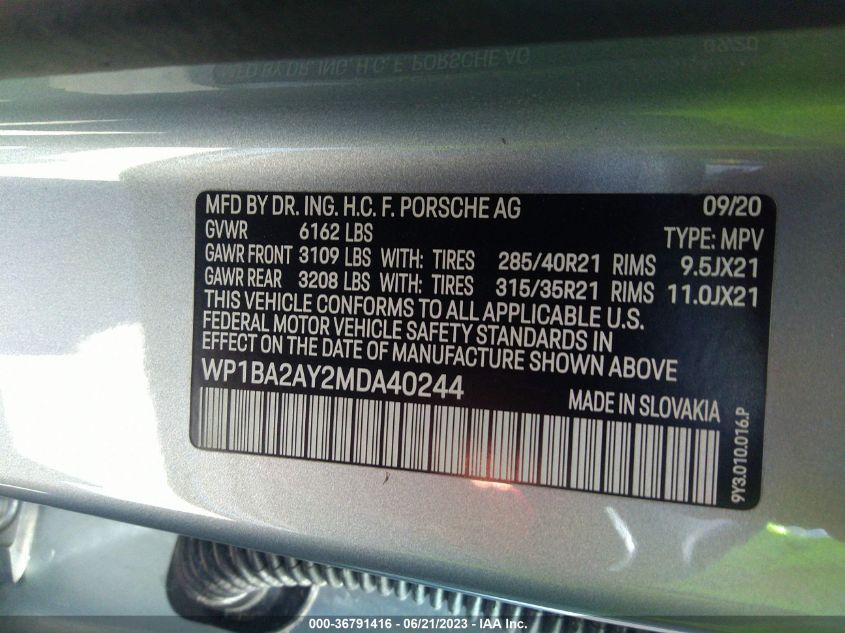 MFD BY DR. ING. H.C. F. PORSCHE AG 09/20
GVWR 6162 LBS TYPE: MPV
GAWR FRONT 3109 LBS WITH: TIRES 285/40R21 RIMS 9.5JX21
GAWR REAR 3208 LBS WITH: TIRES 315/35R21 RIMS 11.0JX21
THIS VEHICLE CONFORMS TO ALL APPLICABLE U.S.
FEDERAL MOTOR VEHICLE SAFETY STANDARDS IN
EFFECT ON THE DATE OF MANUFACTURE SHOWN ABOVE
WP1BA2AY2MDA40244
MADE IN SLOVAKIA
9Y3.010.016.P
000-36791416 - 06/21/2023 - IAA Inc.